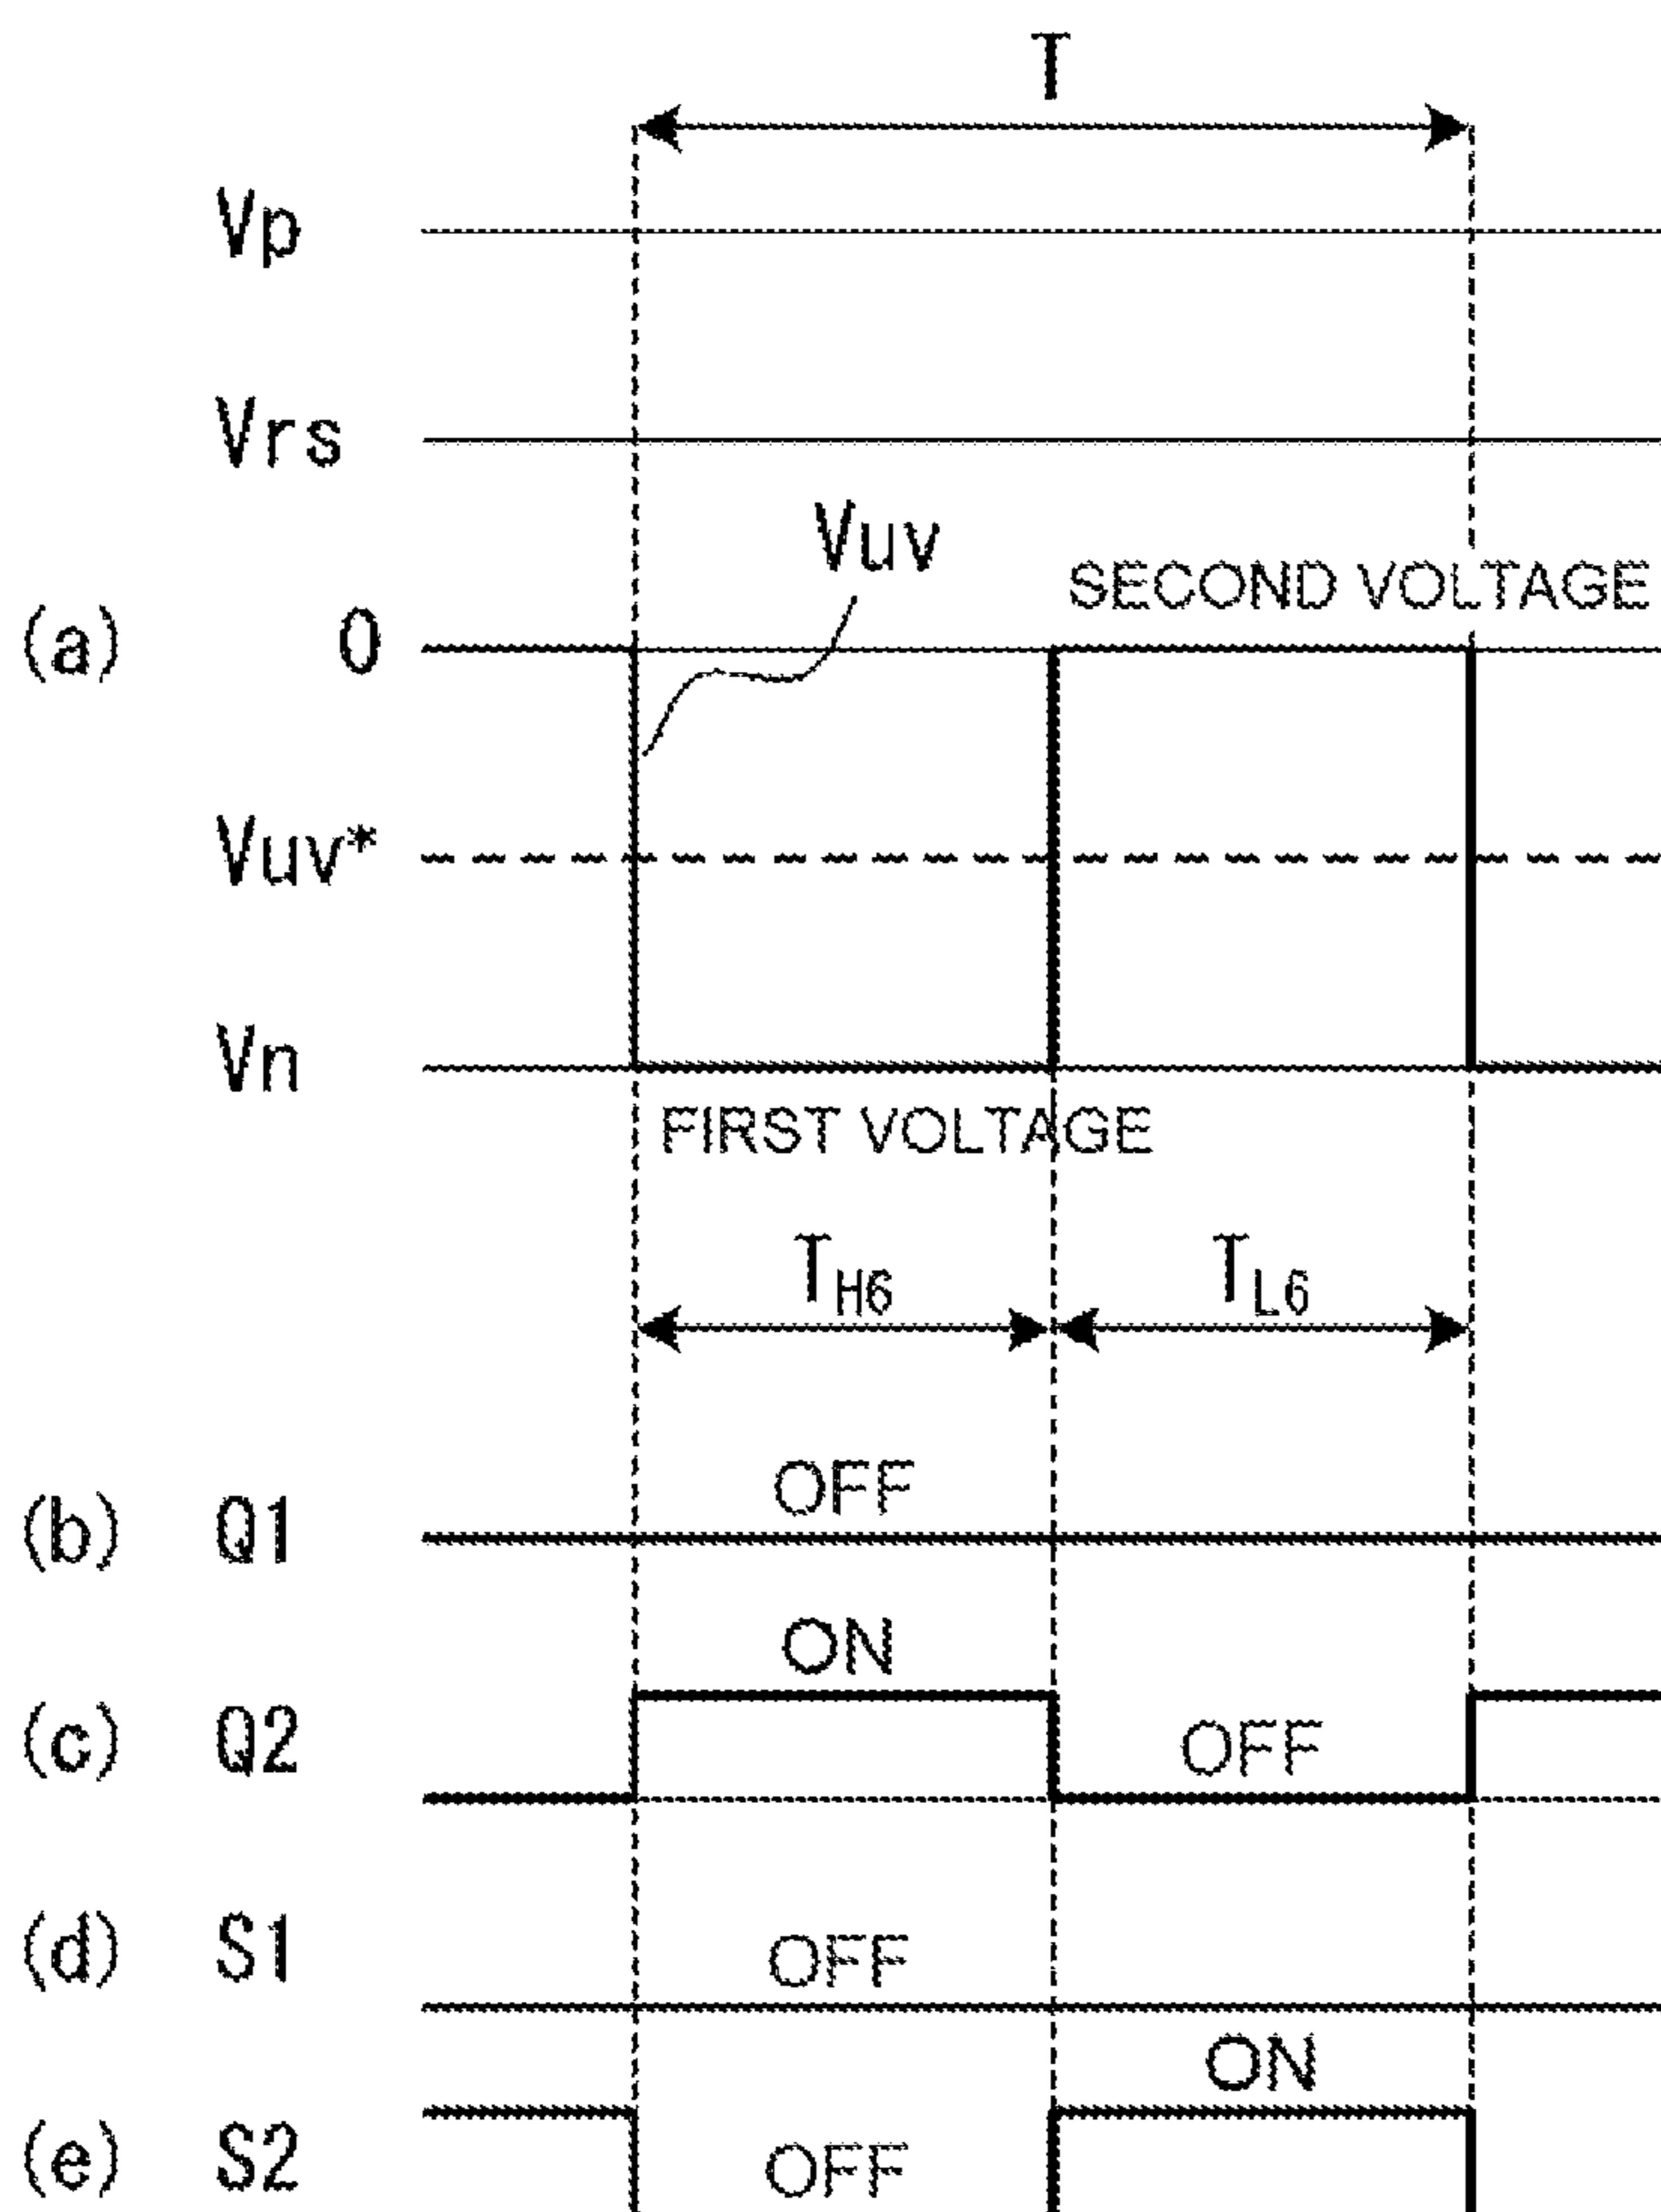 T
Vp
Vrs
Vuv
SECOND VOLTAGE
(a) 0
Vuv*
Vn
FIRST VOLTAGE
TH6 TL6
OFF
(b) Q1
ON
(c) Q2 OFF
(d) S1 OFF
ON
(e) S2 OFF